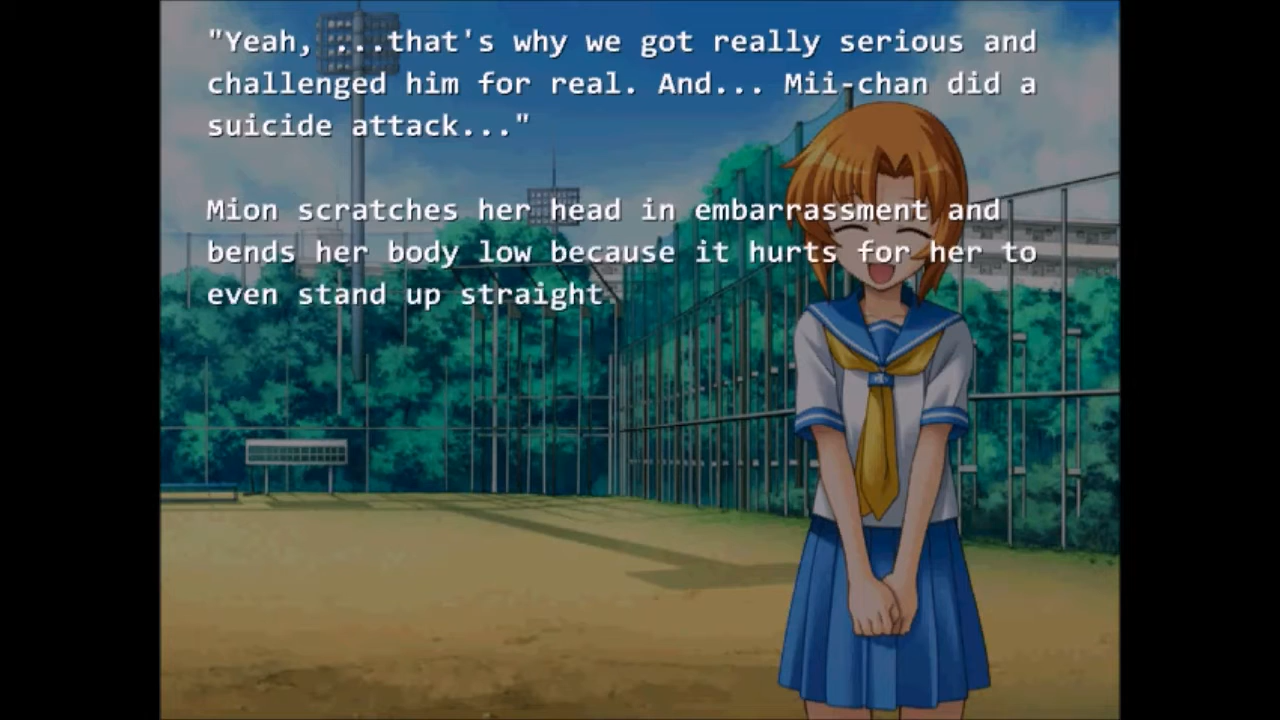 "Yeah, ...that's why we got really serious and
challenged him for real. And... Mii-chan did a
suicide attack..."
Mion scratches her head in embarrassment and
bends her body low because it hurts for her to
even stand up straight.